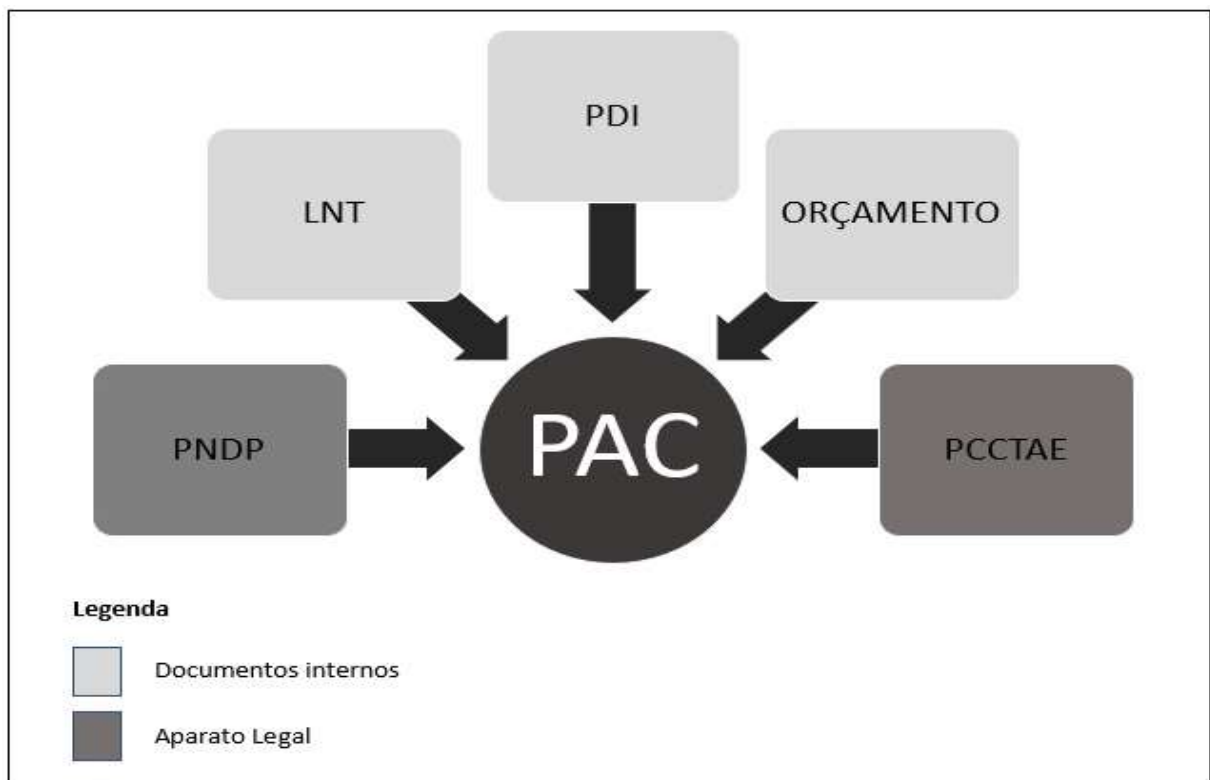 PDI
LNT
ORÇAMENTO
PNDP
PAC
PCCTAE
Legenda
Documentos internos
Aparato Legal